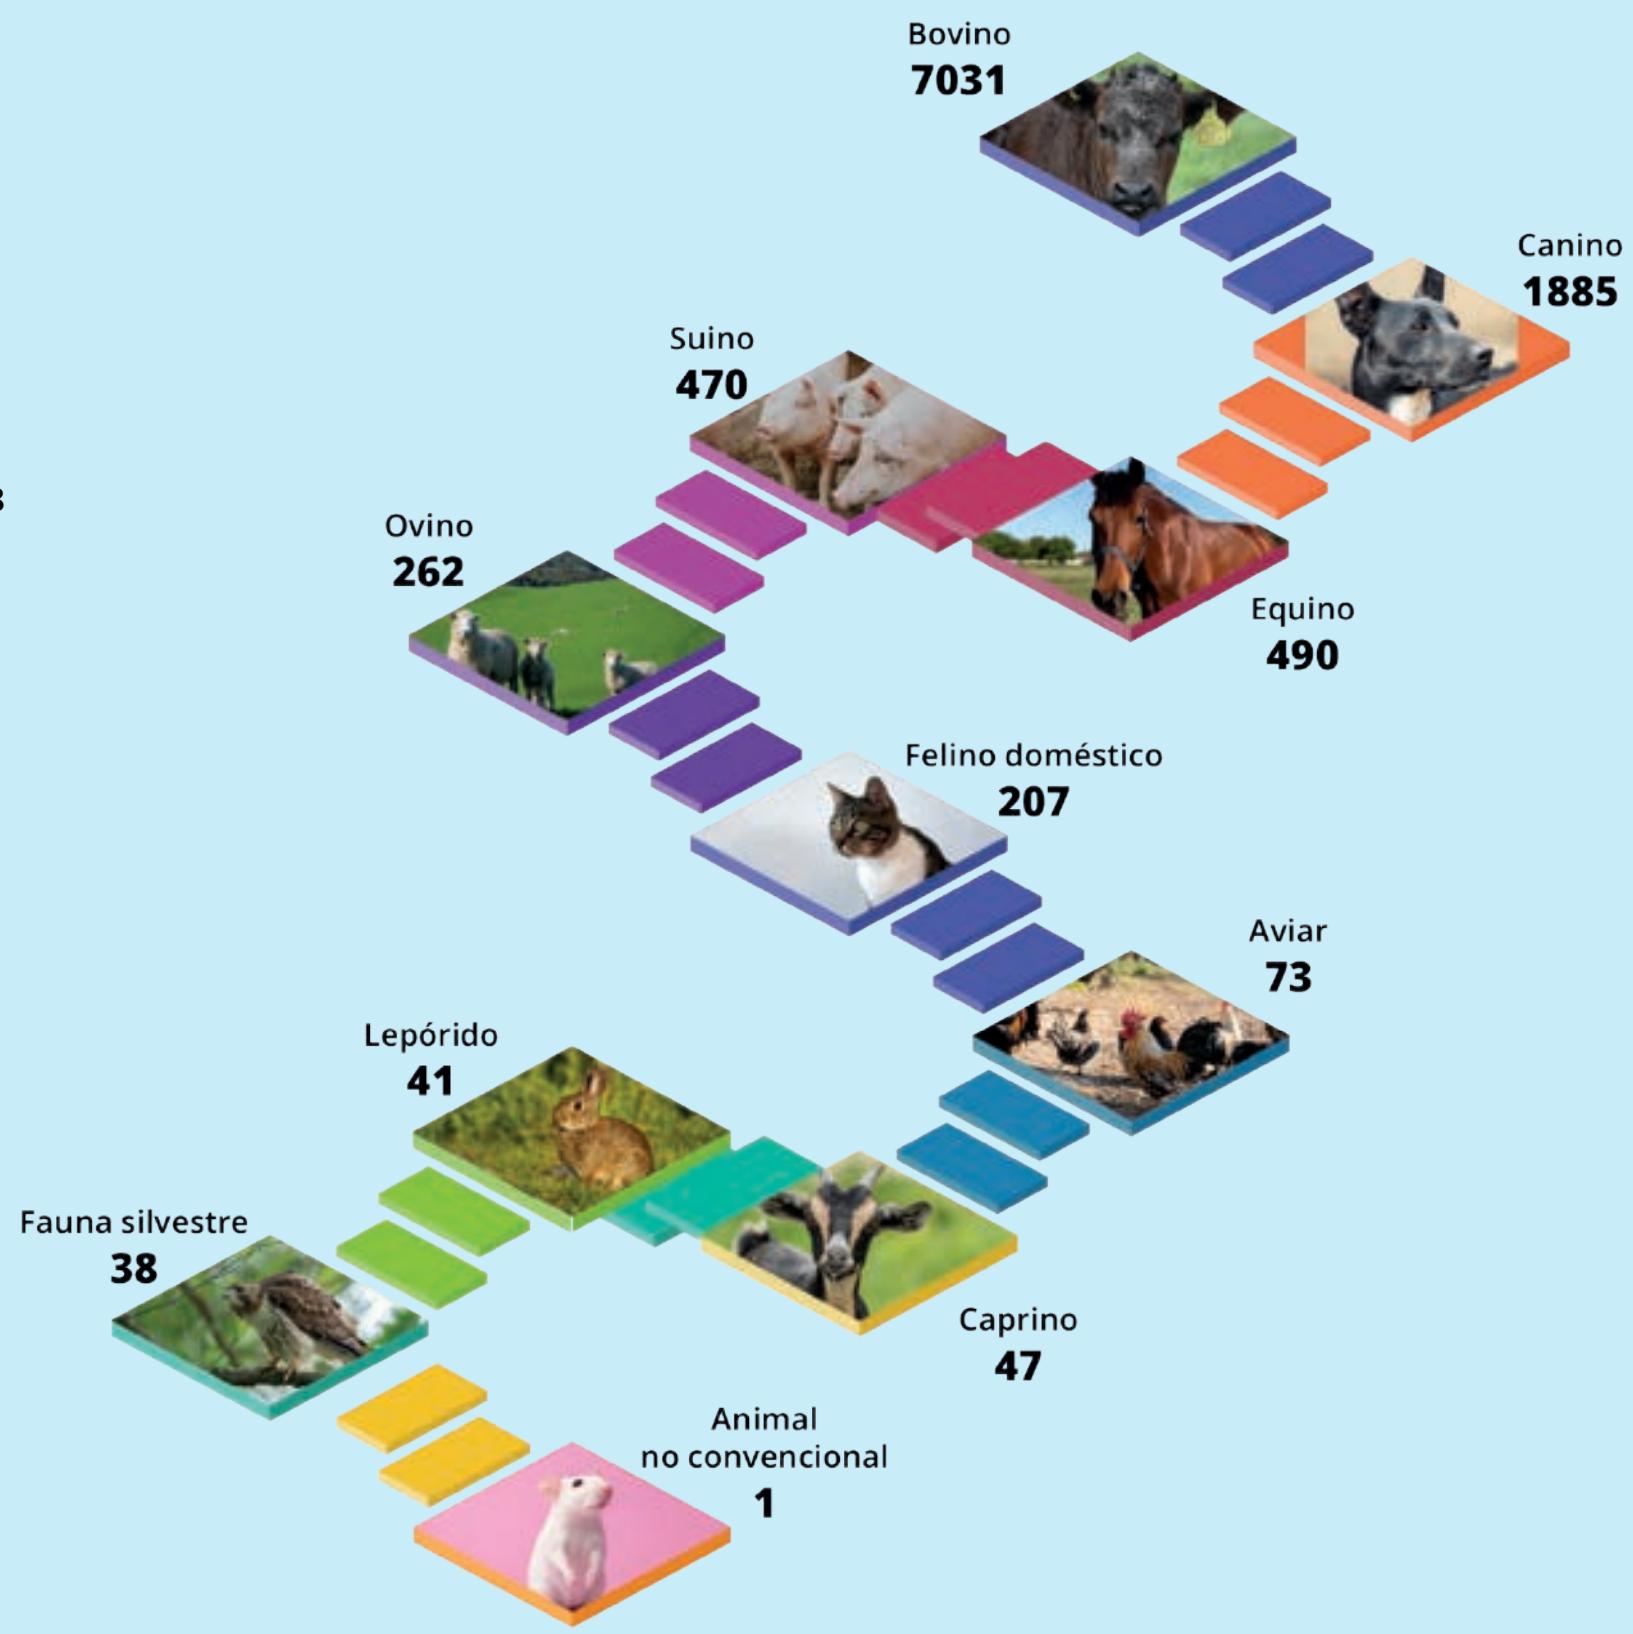 Bovino
7031
Canino
1885
Suino
470
Ovino
262
Equino
490
Felino doméstico
207
Aviar
73
Lepórido
41
Fauna silvestre
38
Caprino
47
Animal
no convencional
1